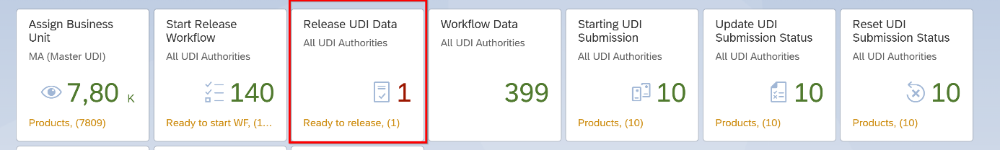 Assign Business
Unit
MA (Master UDI)
7,80 K
Products, (7809)
Start Release
Workflow
All UDI Authorities
140
Ready to start WF, (1...
Release UDI Data
All UDI Authorities
1
Ready to release, (1)
Workflow Data
All UDI Authorities
399
Starting UDI
Submission
All UDI Authorities
10
Products, (10)
Update UDI
Submission Status
All UDI Authorities
10
Products, (10)
Reset UDI
Submission Status
All UDI Authorities
10
Products, (10)